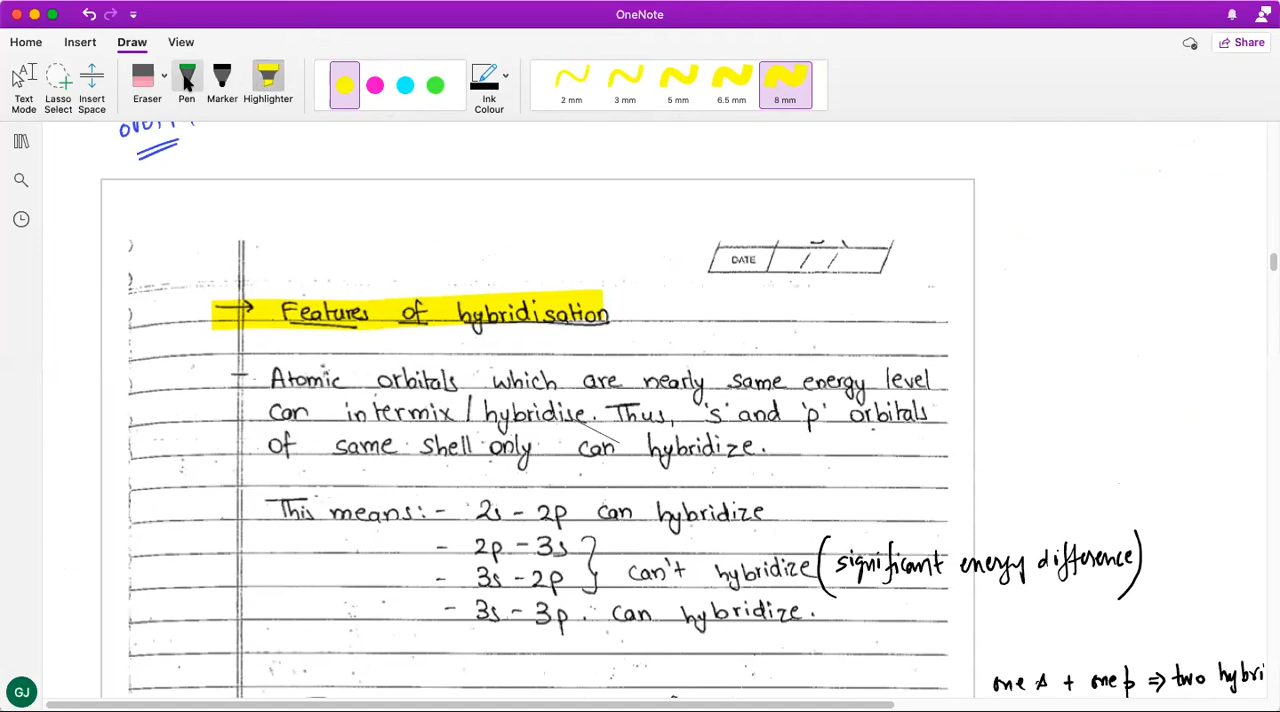 OneNote
Home Insert Draw View
Share
Text Mode
Lasso Select
Insert Space
Eraser
Pen
Marker
Highlighter
Ink Colour
2 mm
3 mm
5 mm
6.5 mm
8 mm
DATE / /
→ Features of hybridisation
- Atomic orbitals which are nearly same energy level
can intermix/hybridise. Thus, 's' and 'p' orbitals
of same shell only can hybridize.
This means:- 2s - 2p can hybridize
- 2p - 3s
- 3s - 2p } can't hybridize (significant energy difference)
- 3s - 3p. can hybridize.
one s + one p ⇒ two hybri
GJ